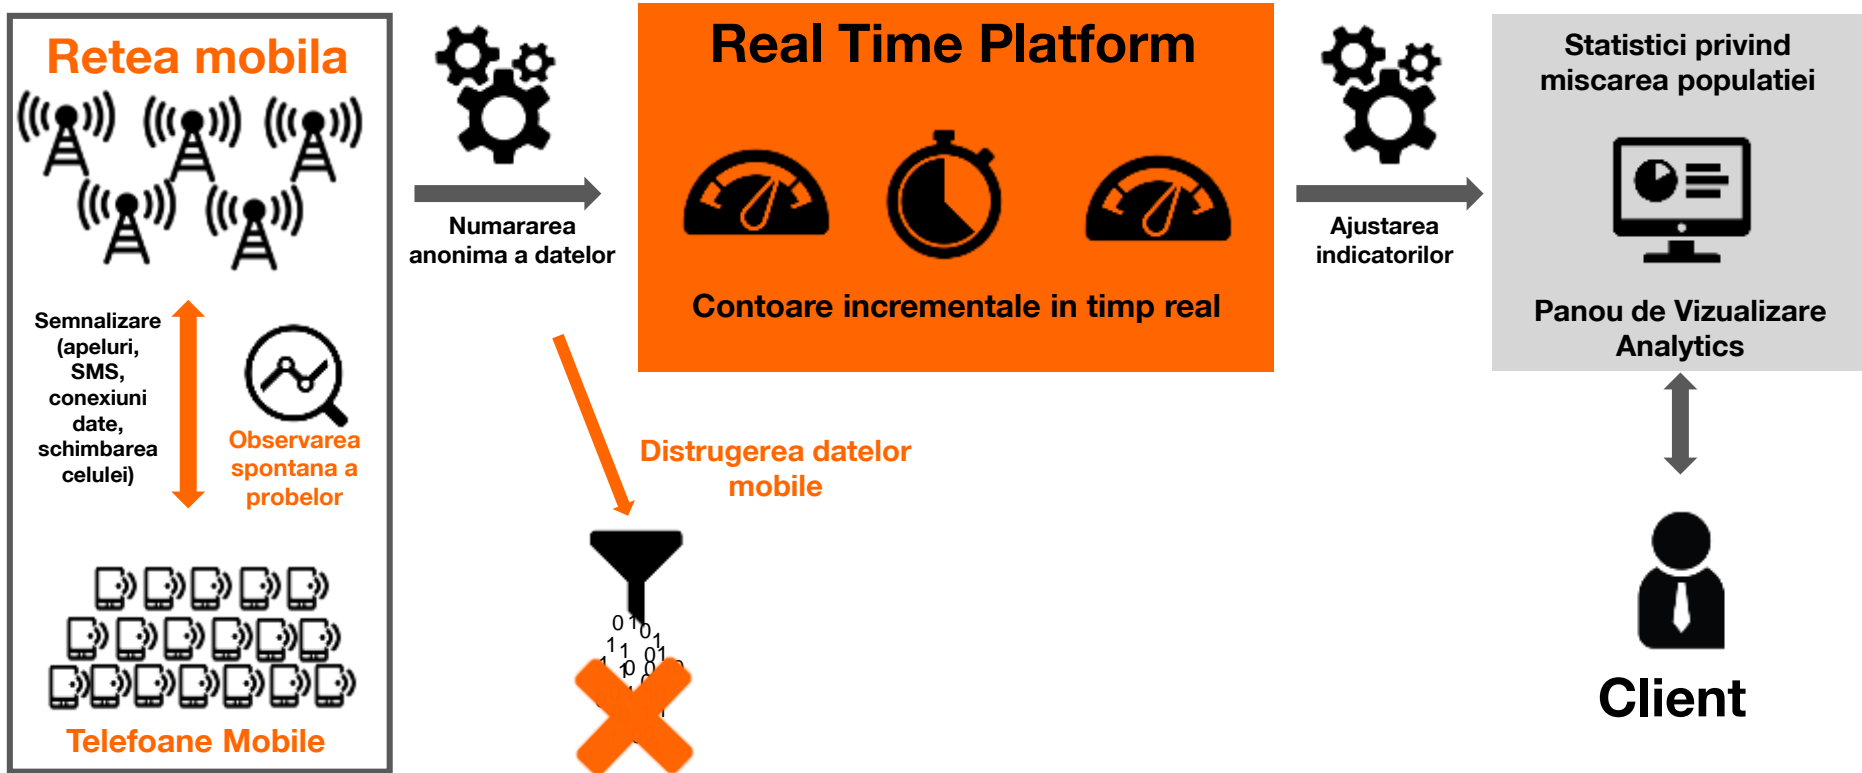 Retea mobila
Semnalizare
(apeluri,
SMS,
conexiuni
date,
schimbarea
celulei)
Observarea
spontana a
probelor
Telefoane Mobile
Numararea
anonima a datelor
Real Time Platform
Contoare incrementale in timp real
Distrugerea datelor
mobile
Ajustarea
indicatorilor
Statistici privind
miscarea populatiei
Panou de Vizualizare
Analytics
Client